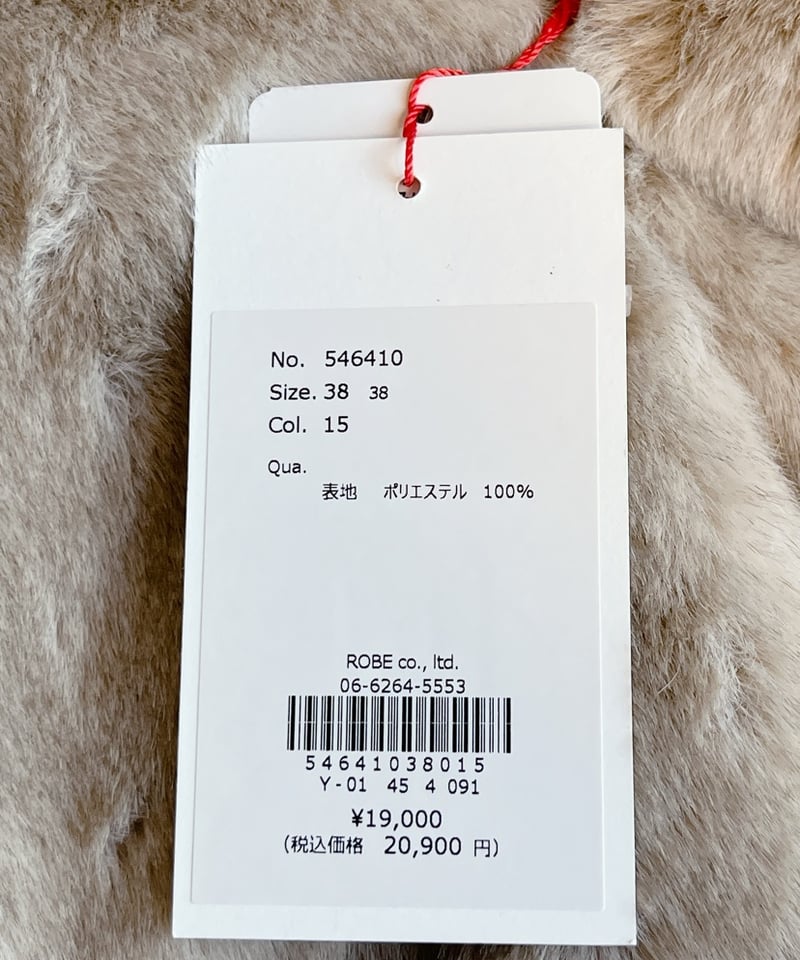 No. 546410
Size. 38 38
Col. 15
Qua.
表地 ポリエステル 100%
ROBE co., ltd.
06-6264-5553
54641038015
Y-01 45 4 091
¥19,000
(税込価格 20,900 円)